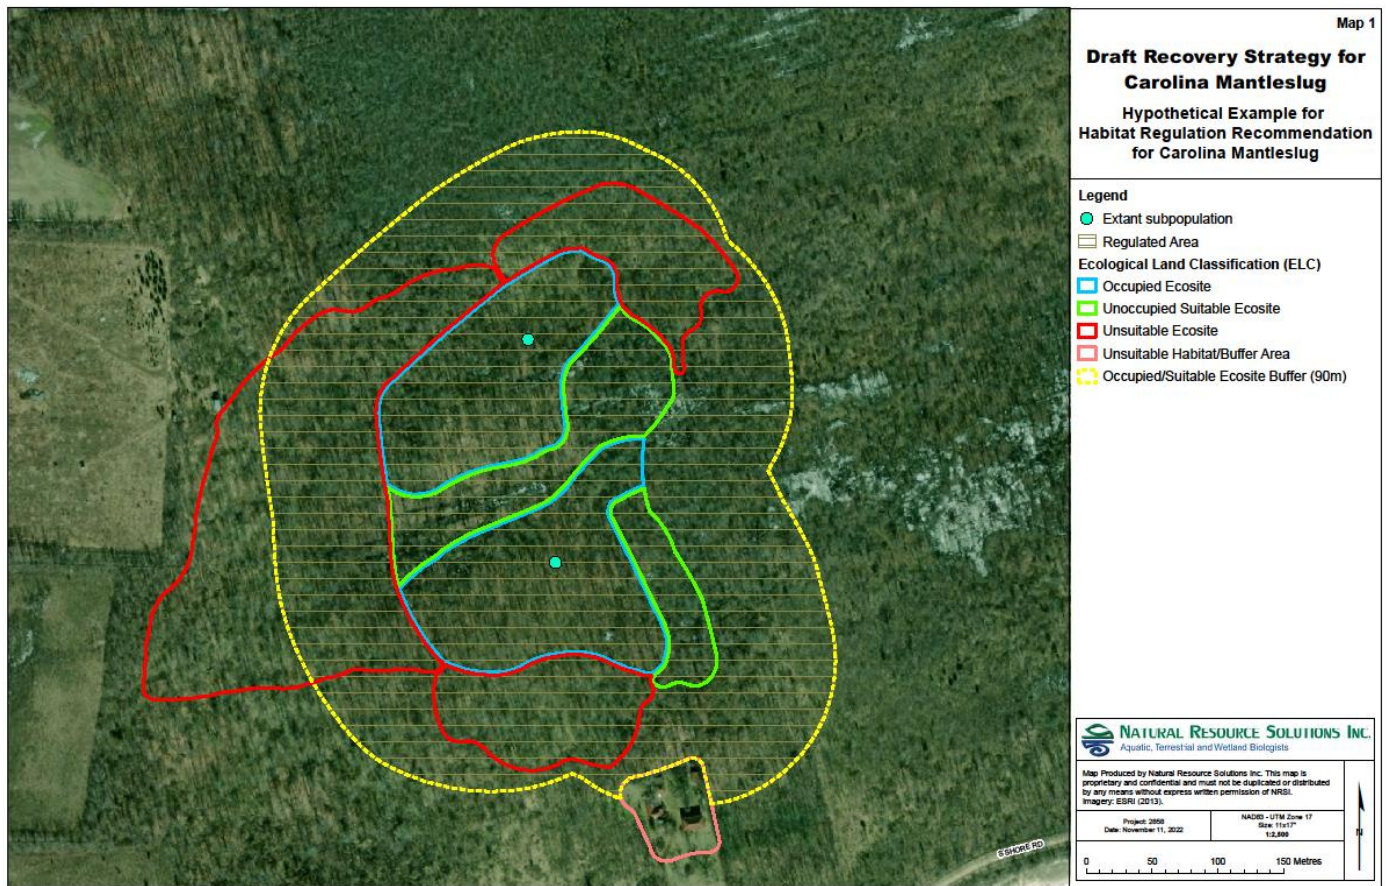 Map 1
Draft Recovery Strategy for
Carolina Mantleslug
Hypothetical Example for
Habitat Regulation Recommendation
for Carolina Mantleslug
Legend
Extant subpopulation
Regulated Area
Ecological Land Classification (ELC)
Occupied Ecosite
Unoccupied Suitable Ecosite
Unsuitable Ecosite
Unsuitable Habitat/Buffer Area
Occupied/Suitable Ecosite Buffer (90m)
NATURAL RESOURCE SOLUTIONS INC.
Aquatic, Terrestrial and Wetland Biologists
Map Produced by Natural Resource Solutions Inc. This map is
proprietary and confidential and must not be duplicated or distributed
by any means without express written permission of NRSI.
Imagery: ESRI (2013).
Project: 2858
Date: November 11, 2022
NAD83 - UTM Zone 17
Size: 11x17"
1:2,500
N
0 50 100 150 Metres
S SHORE RD